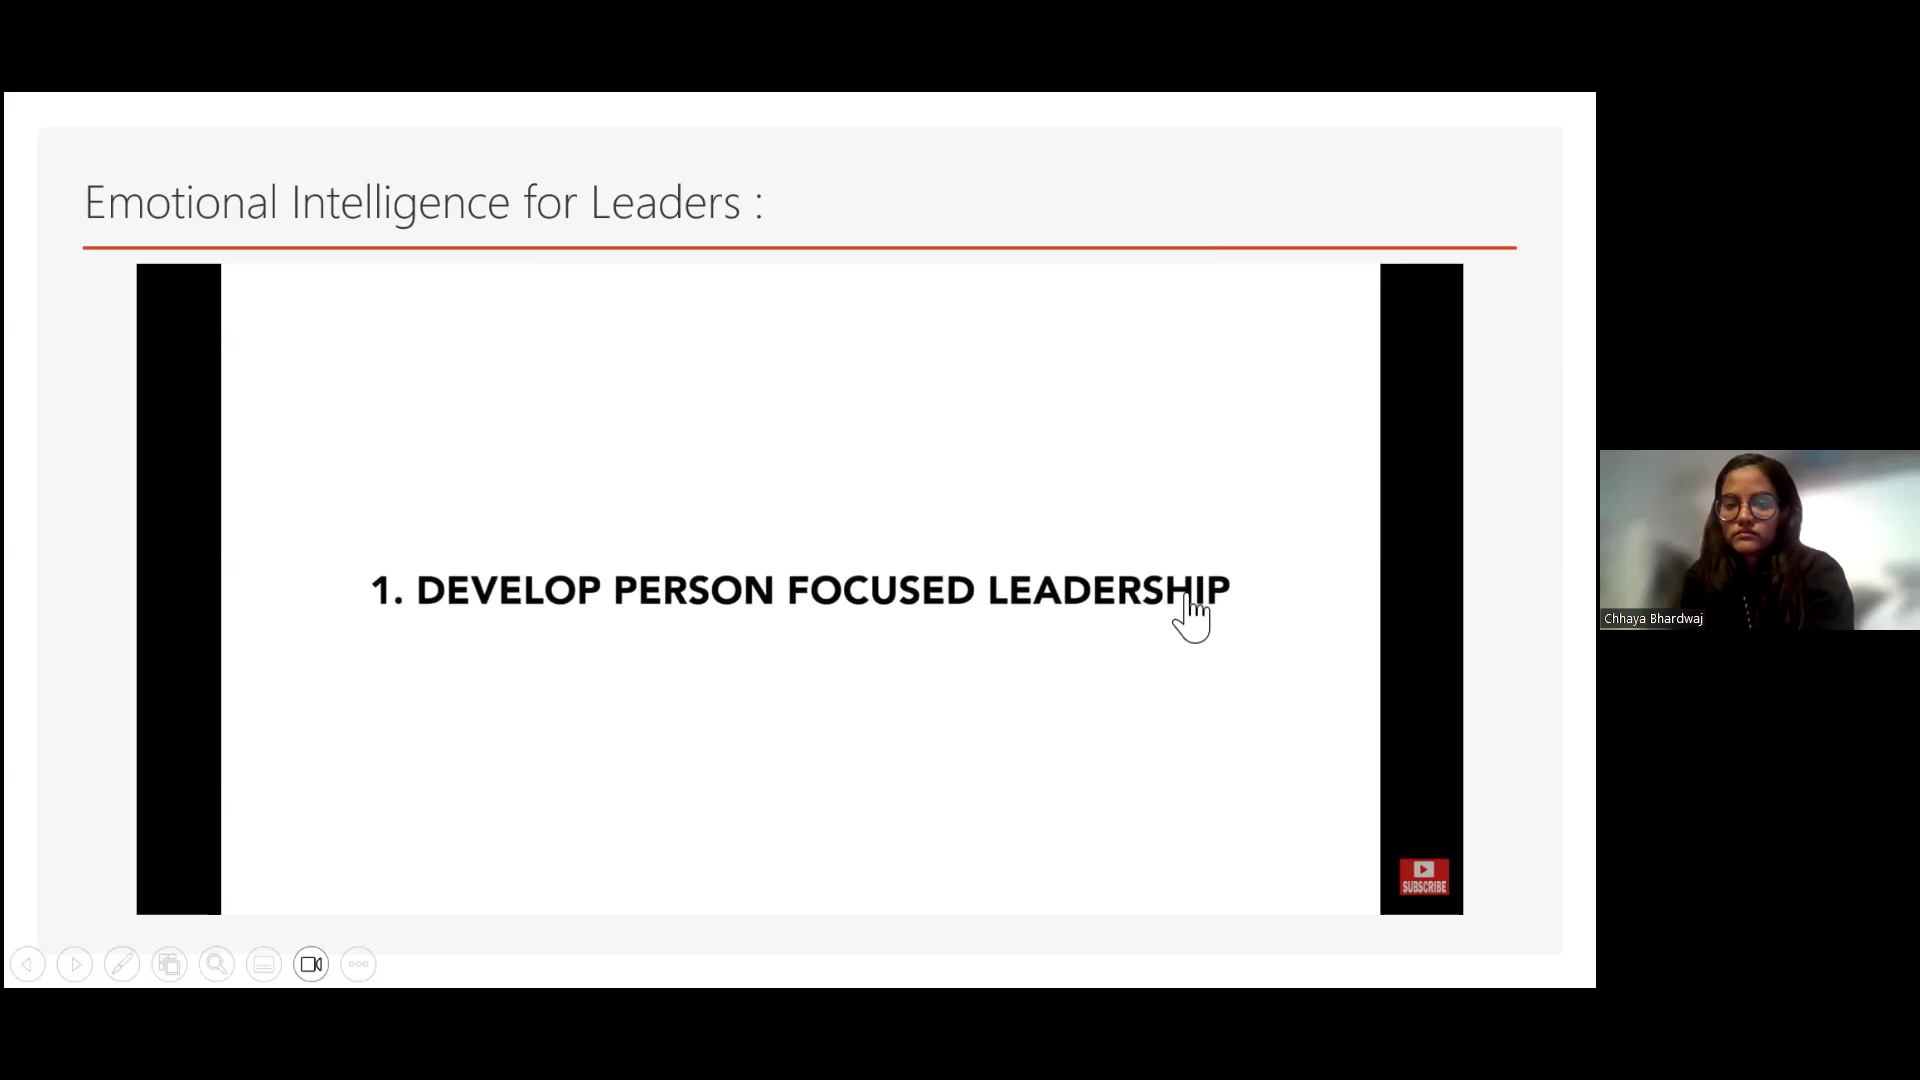 Emotional Intelligence for Leaders :
1. DEVELOP PERSON FOCUSED LEADERSHIP
SUBSCRIBE
Chhaya Bhardwaj